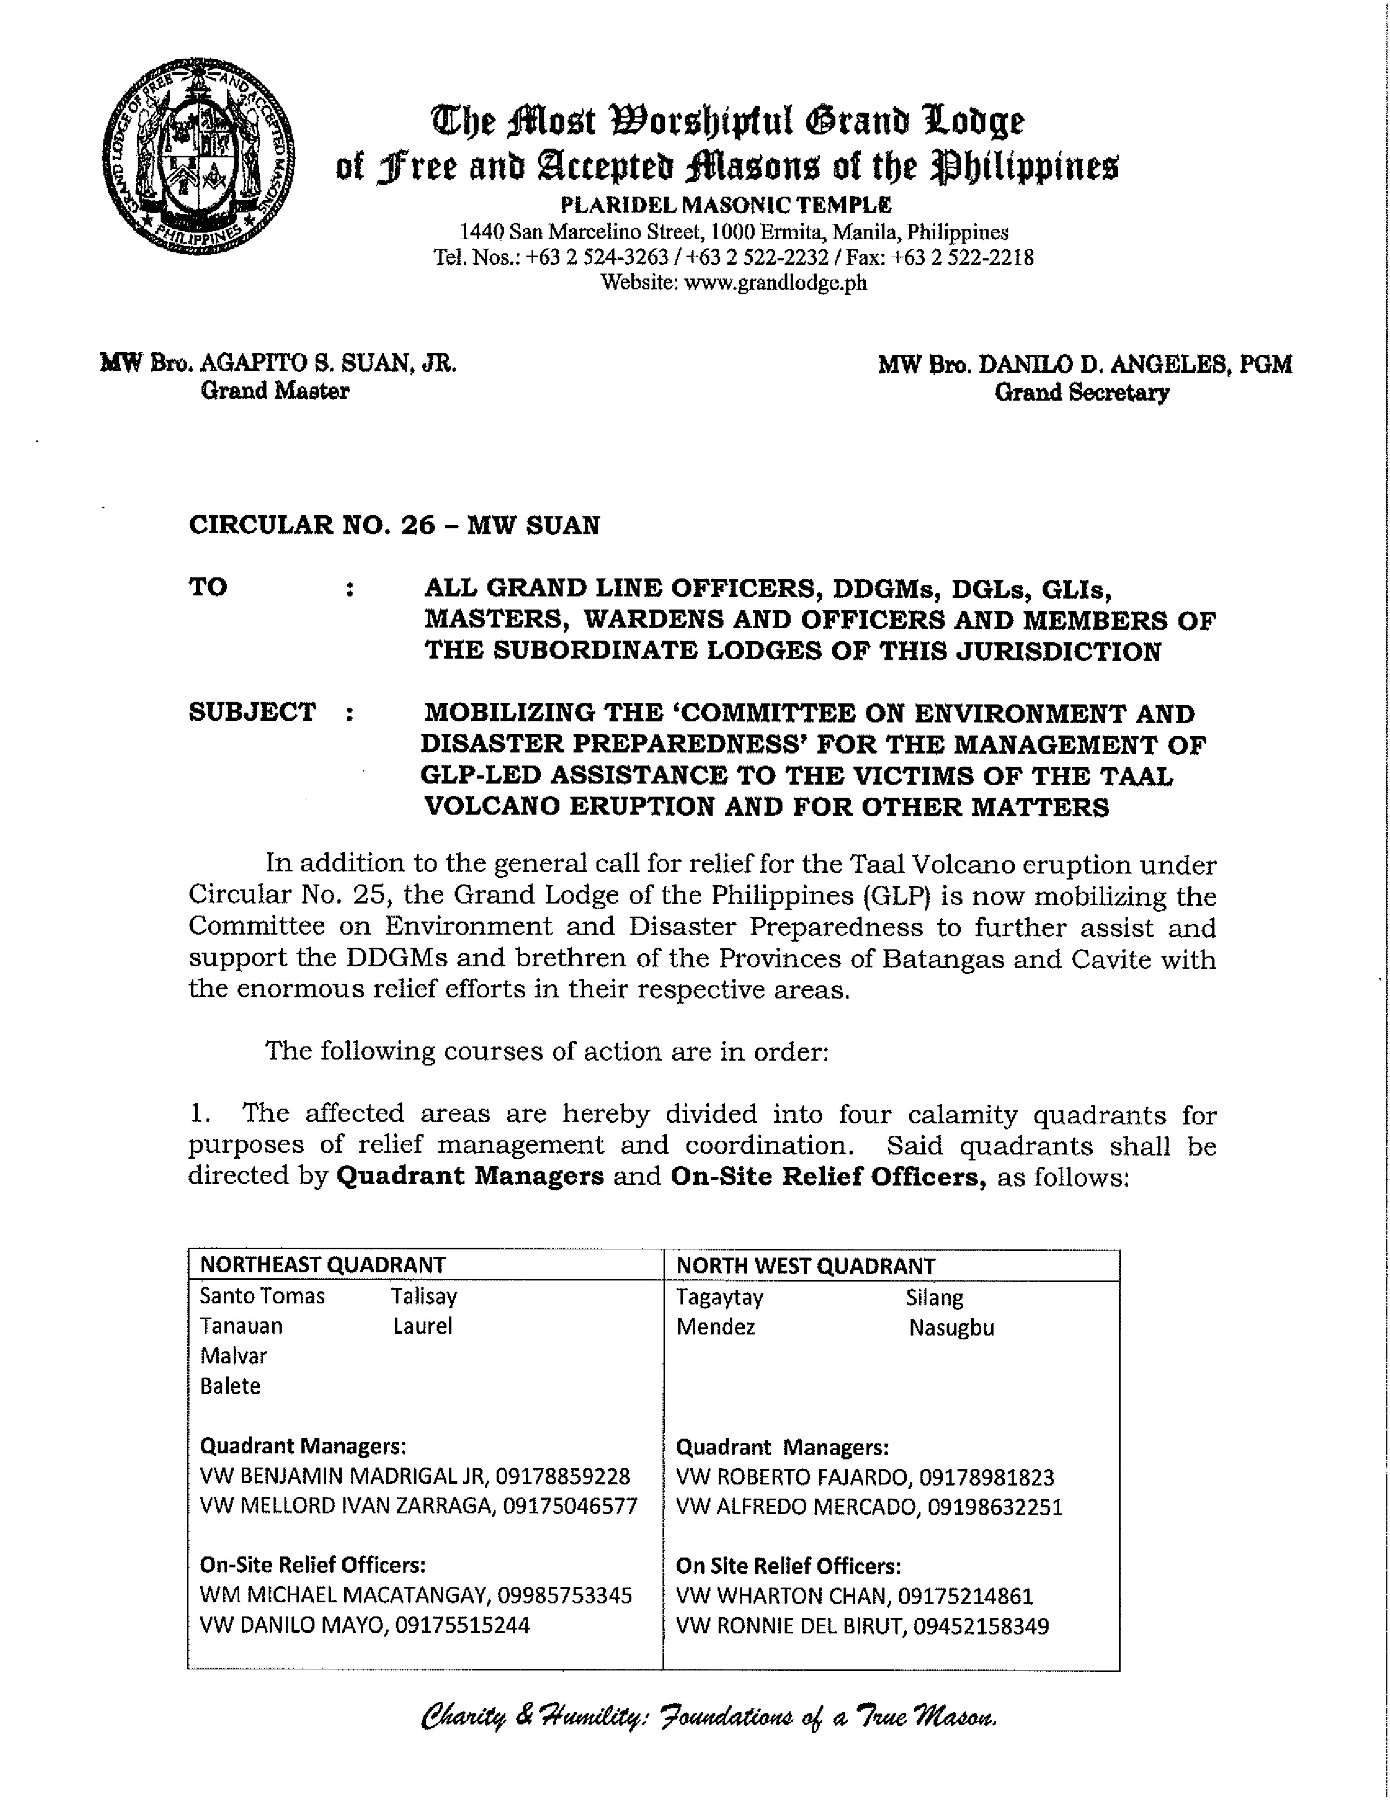 GRAND LODGE OF FREE AND ACCEPTED MASONS
PHILIPPINES
The Most Worshipful Grand Lodge
of Free and Accepted Masons of the Philippines
PLARIDEL MASONIC TEMPLE
1440 San Marcelino Street, 1000 Ermita, Manila, Philippines
Tel. Nos.: +63 2 524-3263 / +63 2 522-2232 / Fax: +63 2 522-2218
Website: www.grandlodge.ph
MW Bro. AGAPITO S. SUAN, JR.
Grand Master
MW Bro. DANILO D. ANGELES, PGM
Grand Secretary
CIRCULAR NO. 26 – MW SUAN
TO : ALL GRAND LINE OFFICERS, DDGMs, DGLs, GLIs,
MASTERS, WARDENS AND OFFICERS AND MEMBERS OF
THE SUBORDINATE LODGES OF THIS JURISDICTION
SUBJECT : MOBILIZING THE ‘COMMITTEE ON ENVIRONMENT AND
DISASTER PREPAREDNESS’ FOR THE MANAGEMENT OF
GLP-LED ASSISTANCE TO THE VICTIMS OF THE TAAL
VOLCANO ERUPTION AND FOR OTHER MATTERS
In addition to the general call for relief for the Taal Volcano eruption under
Circular No. 25, the Grand Lodge of the Philippines (GLP) is now mobilizing the
Committee on Environment and Disaster Preparedness to further assist and
support the DDGMs and brethren of the Provinces of Batangas and Cavite with
the enormous relief efforts in their respective areas.
The following courses of action are in order:
1. The affected areas are hereby divided into four calamity quadrants for
purposes of relief management and coordination. Said quadrants shall be
directed by Quadrant Managers and On-Site Relief Officers, as follows:
NORTHEAST QUADRANT
Santo Tomas Talisay
Tanauan Laurel
Malvar
Balete
Quadrant Managers:
VW BENJAMIN MADRIGAL JR, 09178859228
VW MELLORD IVAN ZARRAGA, 09175046577
On-Site Relief Officers:
WM MICHAEL MACATANGAY, 09985753345
VW DANILO MAYO, 09175515244
NORTH WEST QUADRANT
Tagaytay Silang
Mendez Nasugbu
Quadrant Managers:
VW ROBERTO FAJARDO, 09178981823
VW ALFREDO MERCADO, 09198632251
On Site Relief Officers:
VW WHARTON CHAN, 09175214861
VW RONNIE DEL BIRUT, 09452158349
Charity & Humility: Foundations of a True Mason.